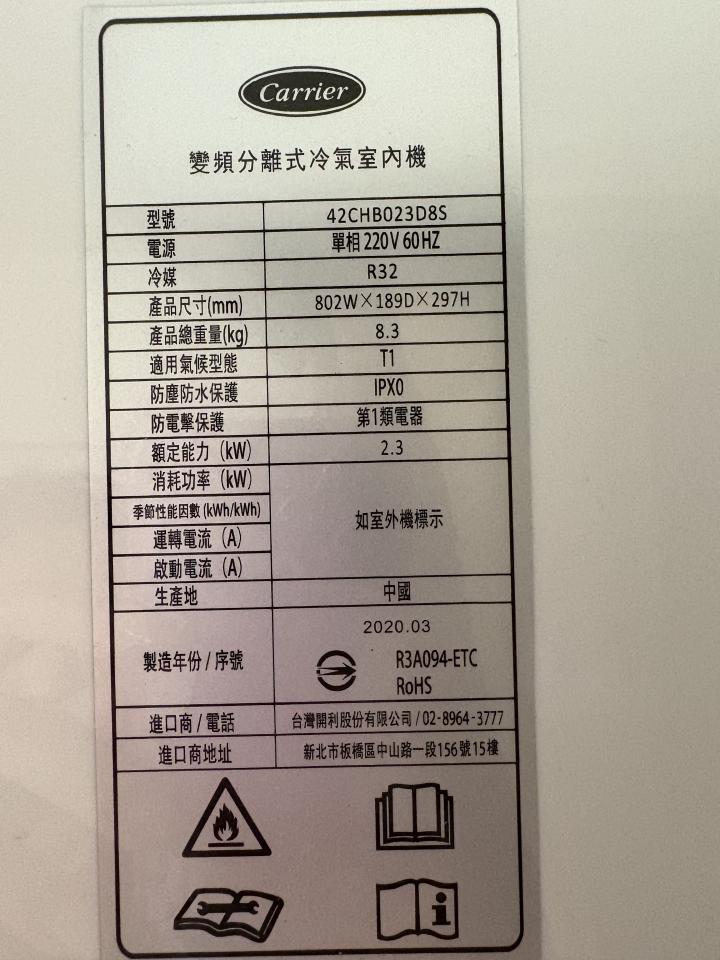 Carrier
變頻分離式冷氣室內機
型號 42CHB023D8S
電源 單相 220V 60HZ
冷媒 R32
產品尺寸(mm) 802W×189D×297H
產品總重量(kg) 8.3
適用氣候型態 T1
防塵防水保護 IPX0
防電擊保護 第1類電器
額定能力（kW） 2.3
消耗功率（kW）
季節性能因數(kWh/kWh)
如室外機標示
運轉電流（A）
啟動電流（A）
生產地 中國
2020.03
製造年份/序號 R3A094-ETC
RoHS
進口商/電話 台灣開利股份有限公司/02-8964-3777
進口商地址 新北市板橋區中山路一段156號15樓